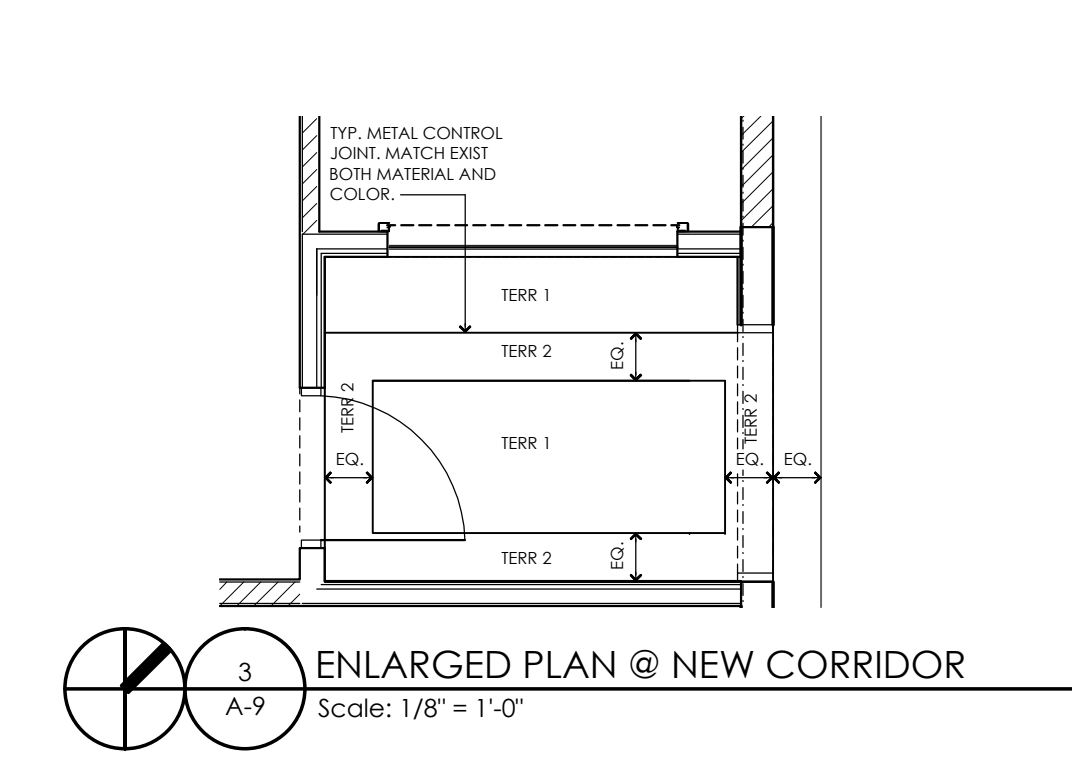 TYP. METAL CONTROL
JOINT. MATCH EXIST
BOTH MATERIAL AND
COLOR.
TERR 1
TERR 2
EQ.
TERR 2
TERR 2
TERR 1
EQ.
EQ.
EQ.
TERR 2
EQ.
3
A-9
ENLARGED PLAN @ NEW CORRIDOR
Scale: 1/8" = 1'-0"